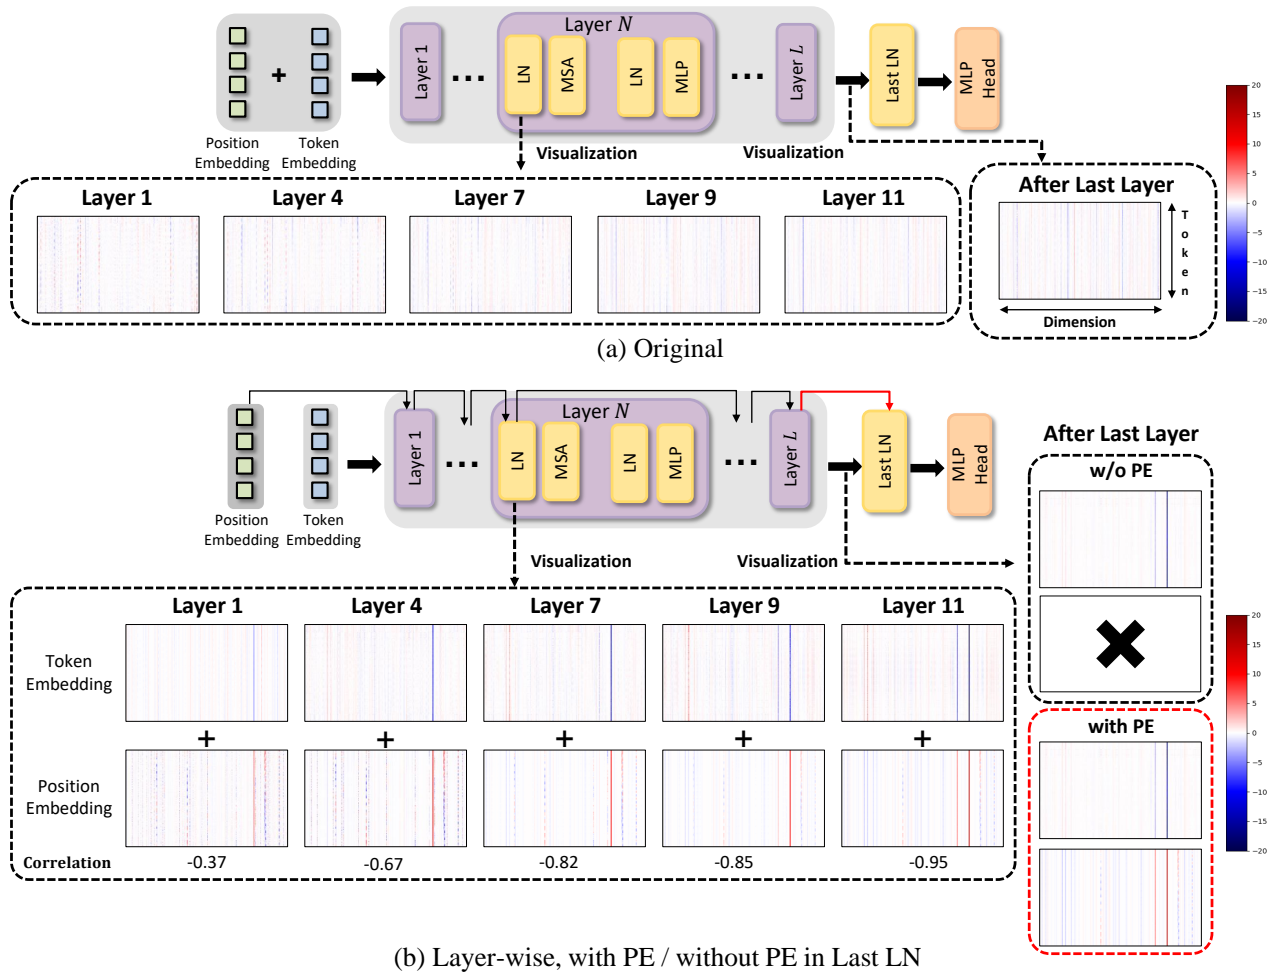 Position
Embedding
+
Token
Embedding
Layer 1
...
Layer N
LN
MSA
LN
MLP
...
Layer L
Last LN
MLP
Head
Visualization
Visualization
Layer 1
Layer 4
Layer 7
Layer 9
Layer 11
After Last Layer
Token
Dimension
20
15
10
5
0
−5
−10
−15
−20
(a) Original
Position
Embedding
Token
Embedding
Layer 1
...
Layer N
LN
MSA
LN
MLP
...
Layer L
Last LN
MLP
Head
Visualization
Visualization
After Last Layer
w/o PE
with PE
Layer 1
Layer 4
Layer 7
Layer 9
Layer 11
Token
Embedding
+
+
+
+
+
Position
Embedding
Correlation
-0.37
-0.67
-0.82
-0.85
-0.95
20
15
10
5
0
−5
−10
−15
−20
(b) Layer-wise, with PE / without PE in Last LN